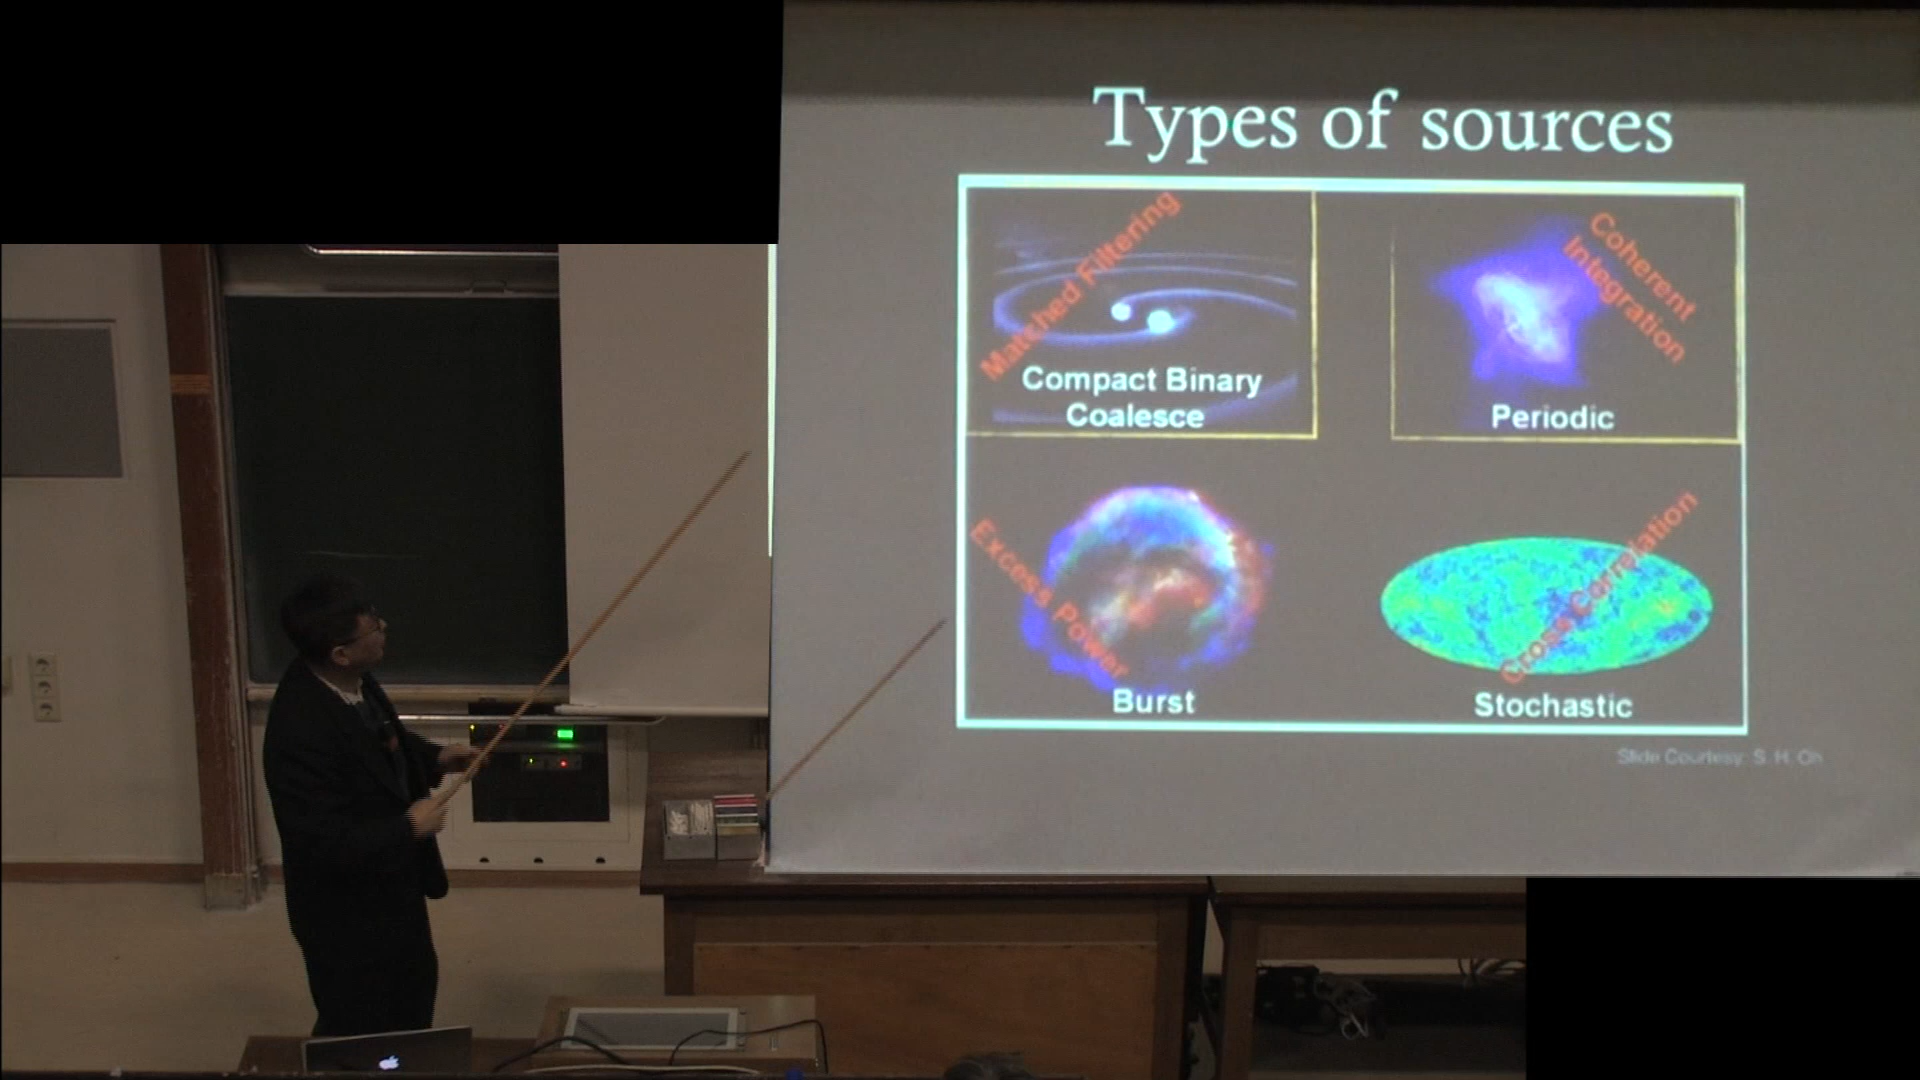 Types of sources
Matched Filtering
Compact Binary
Coalesce
Coherent
Integration
Periodic
Excess Power
Burst
Cross Correlation
Stochastic
Slide Courtesy: S. H. Oh